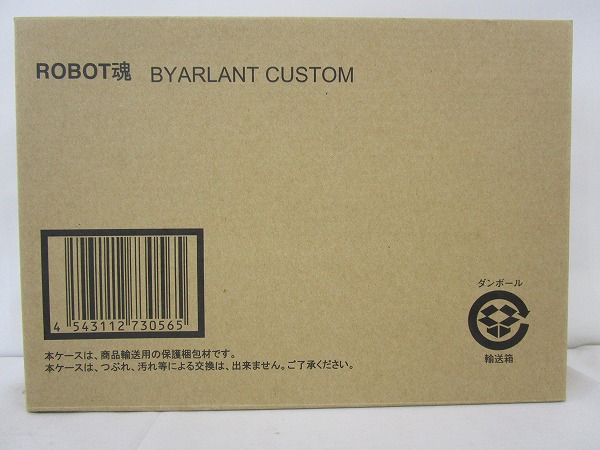 ROBOT魂 BYARLANT CUSTOM
4 543112 730565
本ケースは、商品輸送用の保護梱包材です。
本ケースは、つぶれ、汚れ等による交換は、出来ません。ご了承ください。
ダンボール
輸送箱